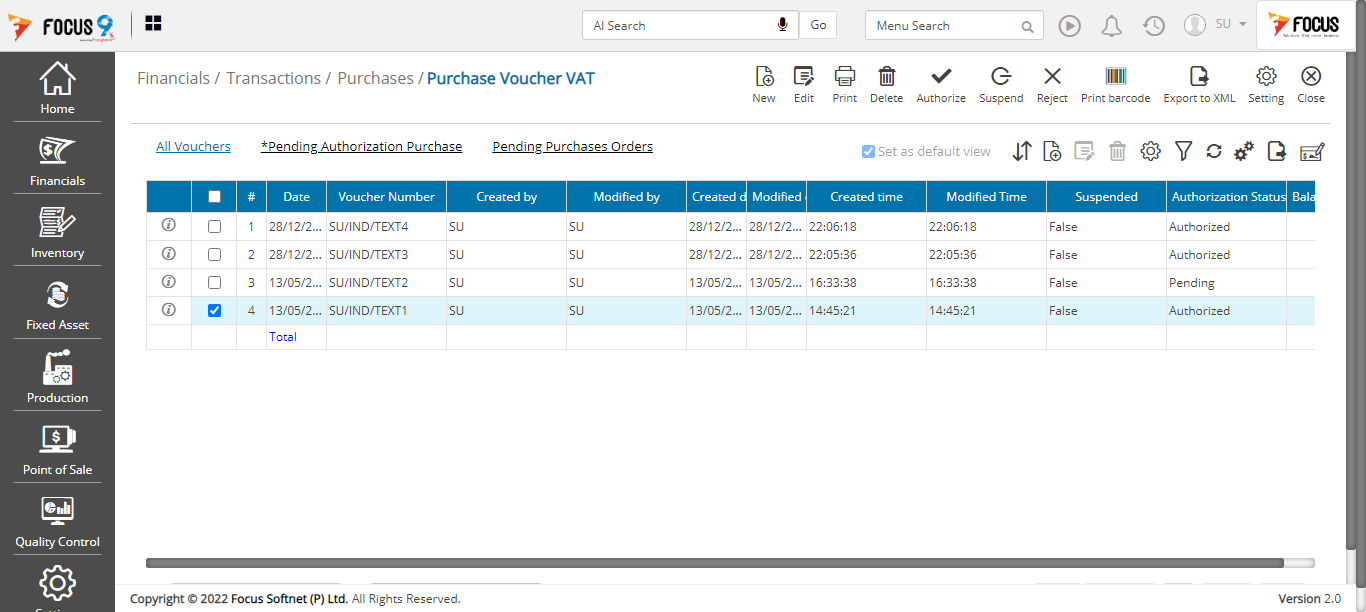 FOCUS 9
AI Search
Go
Menu Search
SU
FOCUS
Home
Financials
Inventory
Fixed Asset
Production
Point of Sale
Quality Control
Financials / Transactions / Purchases / Purchase Voucher VAT
New Edit Print Delete Authorize Suspend Reject Print barcode Export to XML Setting Close
All Vouchers *Pending Authorization Purchase Pending Purchases Orders
Set as default view
# Date Voucher Number Created by Modified by Created d Modified Created time Modified Time Suspended Authorization Status Bala
1 28/12/2... SU/IND/TEXT4 SU SU 28/12/2... 28/12/2... 22:06:18 22:06:18 False Authorized
2 28/12/2... SU/IND/TEXT3 SU SU 28/12/2... 28/12/2... 22:05:36 22:05:36 False Authorized
3 13/05/2... SU/IND/TEXT2 SU SU 13/05/2... 13/05/2... 16:33:38 16:33:38 False Pending
4 13/05/2... SU/IND/TEXT1 SU SU 13/05/2... 13/05/2... 14:45:21 14:45:21 False Authorized
Total
Copyright © 2022 Focus Softnet (P) Ltd. All Rights Reserved.
Version 2.0